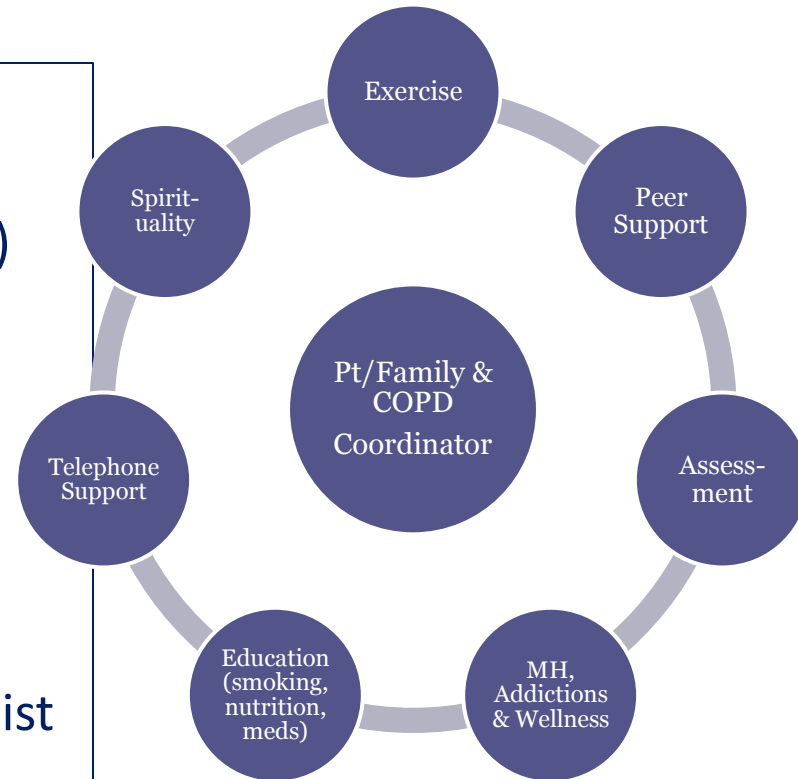 )
ist
Exercise
Peer
Support
Assess-
ment
MH,
Addictions
& Wellness
Education
(smoking,
nutrition,
meds)
Telephone
Support
Spirit-
uality
Pt/Family &
COPD
Coordinator